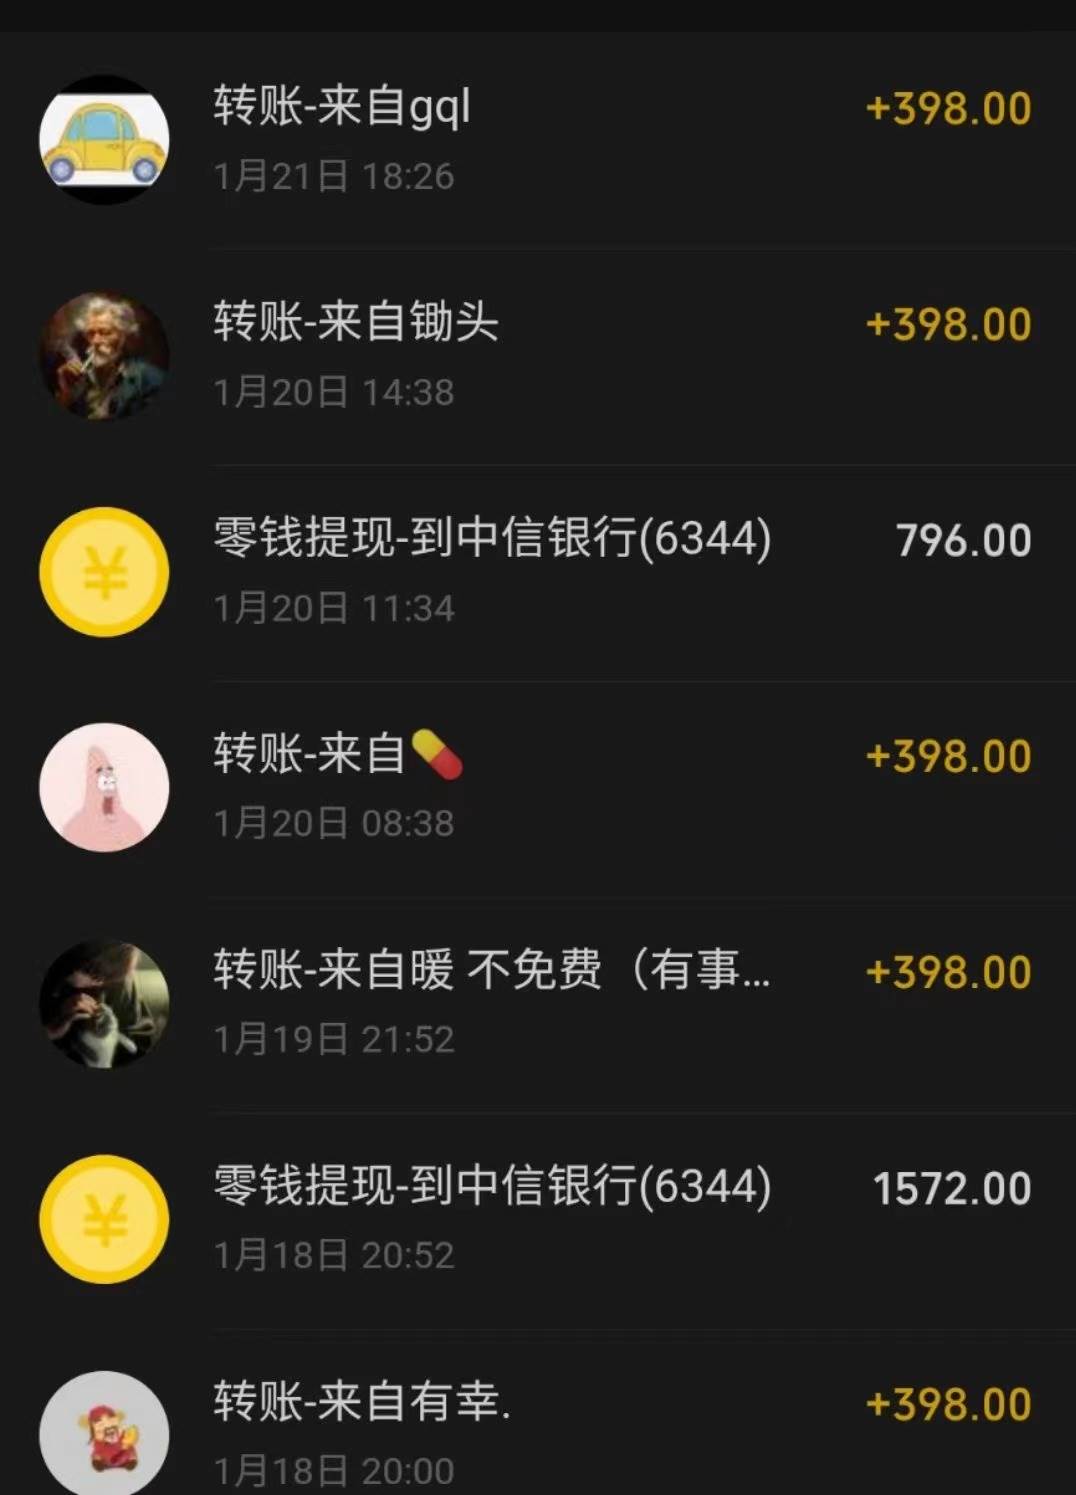 转账-来自gql
+398.00
1月21日 18:26
转账-来自锄头
+398.00
1月20日 14:38
零钱提现-到中信银行(6344)
796.00
1月20日 11:34
转账-来自💊
+398.00
1月20日 08:38
转账-来自暖 不免费（有事...
+398.00
1月19日 21:52
零钱提现-到中信银行(6344)
1572.00
1月18日 20:52
转账-来自有幸.
+398.00
1月18日 20:00